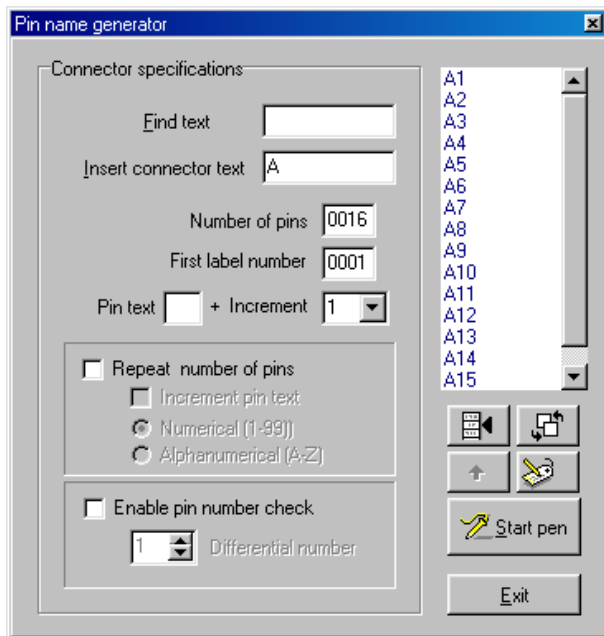 Pin name generator
Connector specifications
Find text
Insert connector text A
Number of pins 0016
First label number 0001
Pin text + Increment 1
Repeat number of pins
Increment pin text
Numerical (1-99))
Alphanumerical (A-Z)
Enable pin number check
1 Differential number
A1
A2
A3
A4
A5
A6
A7
A8
A9
A10
A11
A12
A13
A14
A15
Start pen
Exit